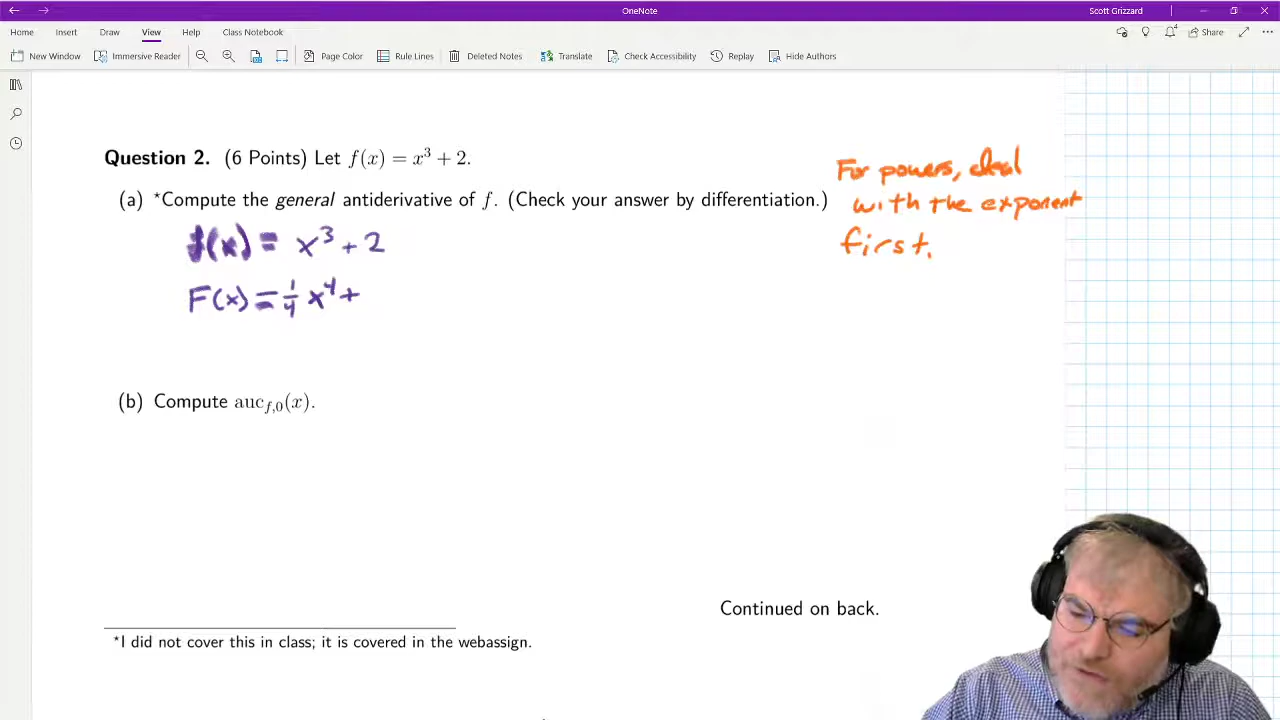 OneNote
Scott Grizzard
Home Insert Draw View Help Class Notebook
Share
New Window Immersive Reader Page Color Rule Lines Deleted Notes Translate Check Accessibility Replay Hide Authors
Question 2. (6 Points) Let f(x) = x³ + 2.
(a) *Compute the general antiderivative of f. (Check your answer by differentiation.)
For powers, deal
with the exponent
first.
f(x) = x³ + 2
F(x) = 1/4 x⁴ +
(b) Compute auc_{f,0}(x).
Continued on back.
*I did not cover this in class; it is covered in the webassign.